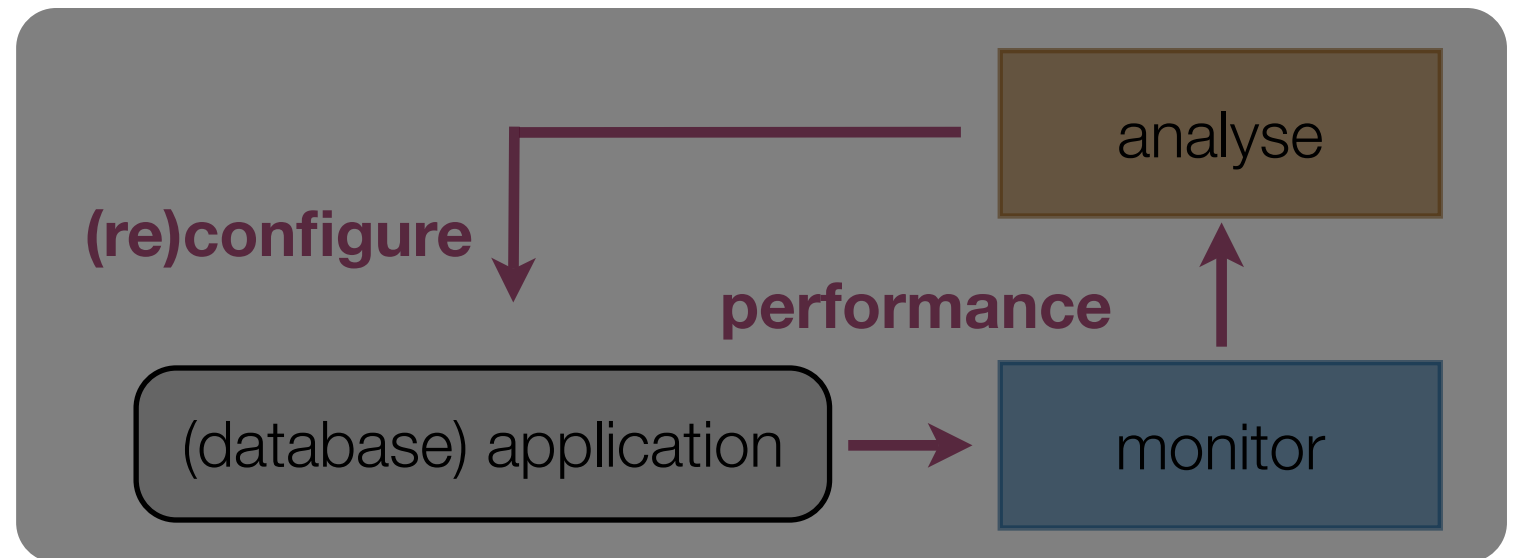 analyse
(re)configure
performance
(database) application
monitor